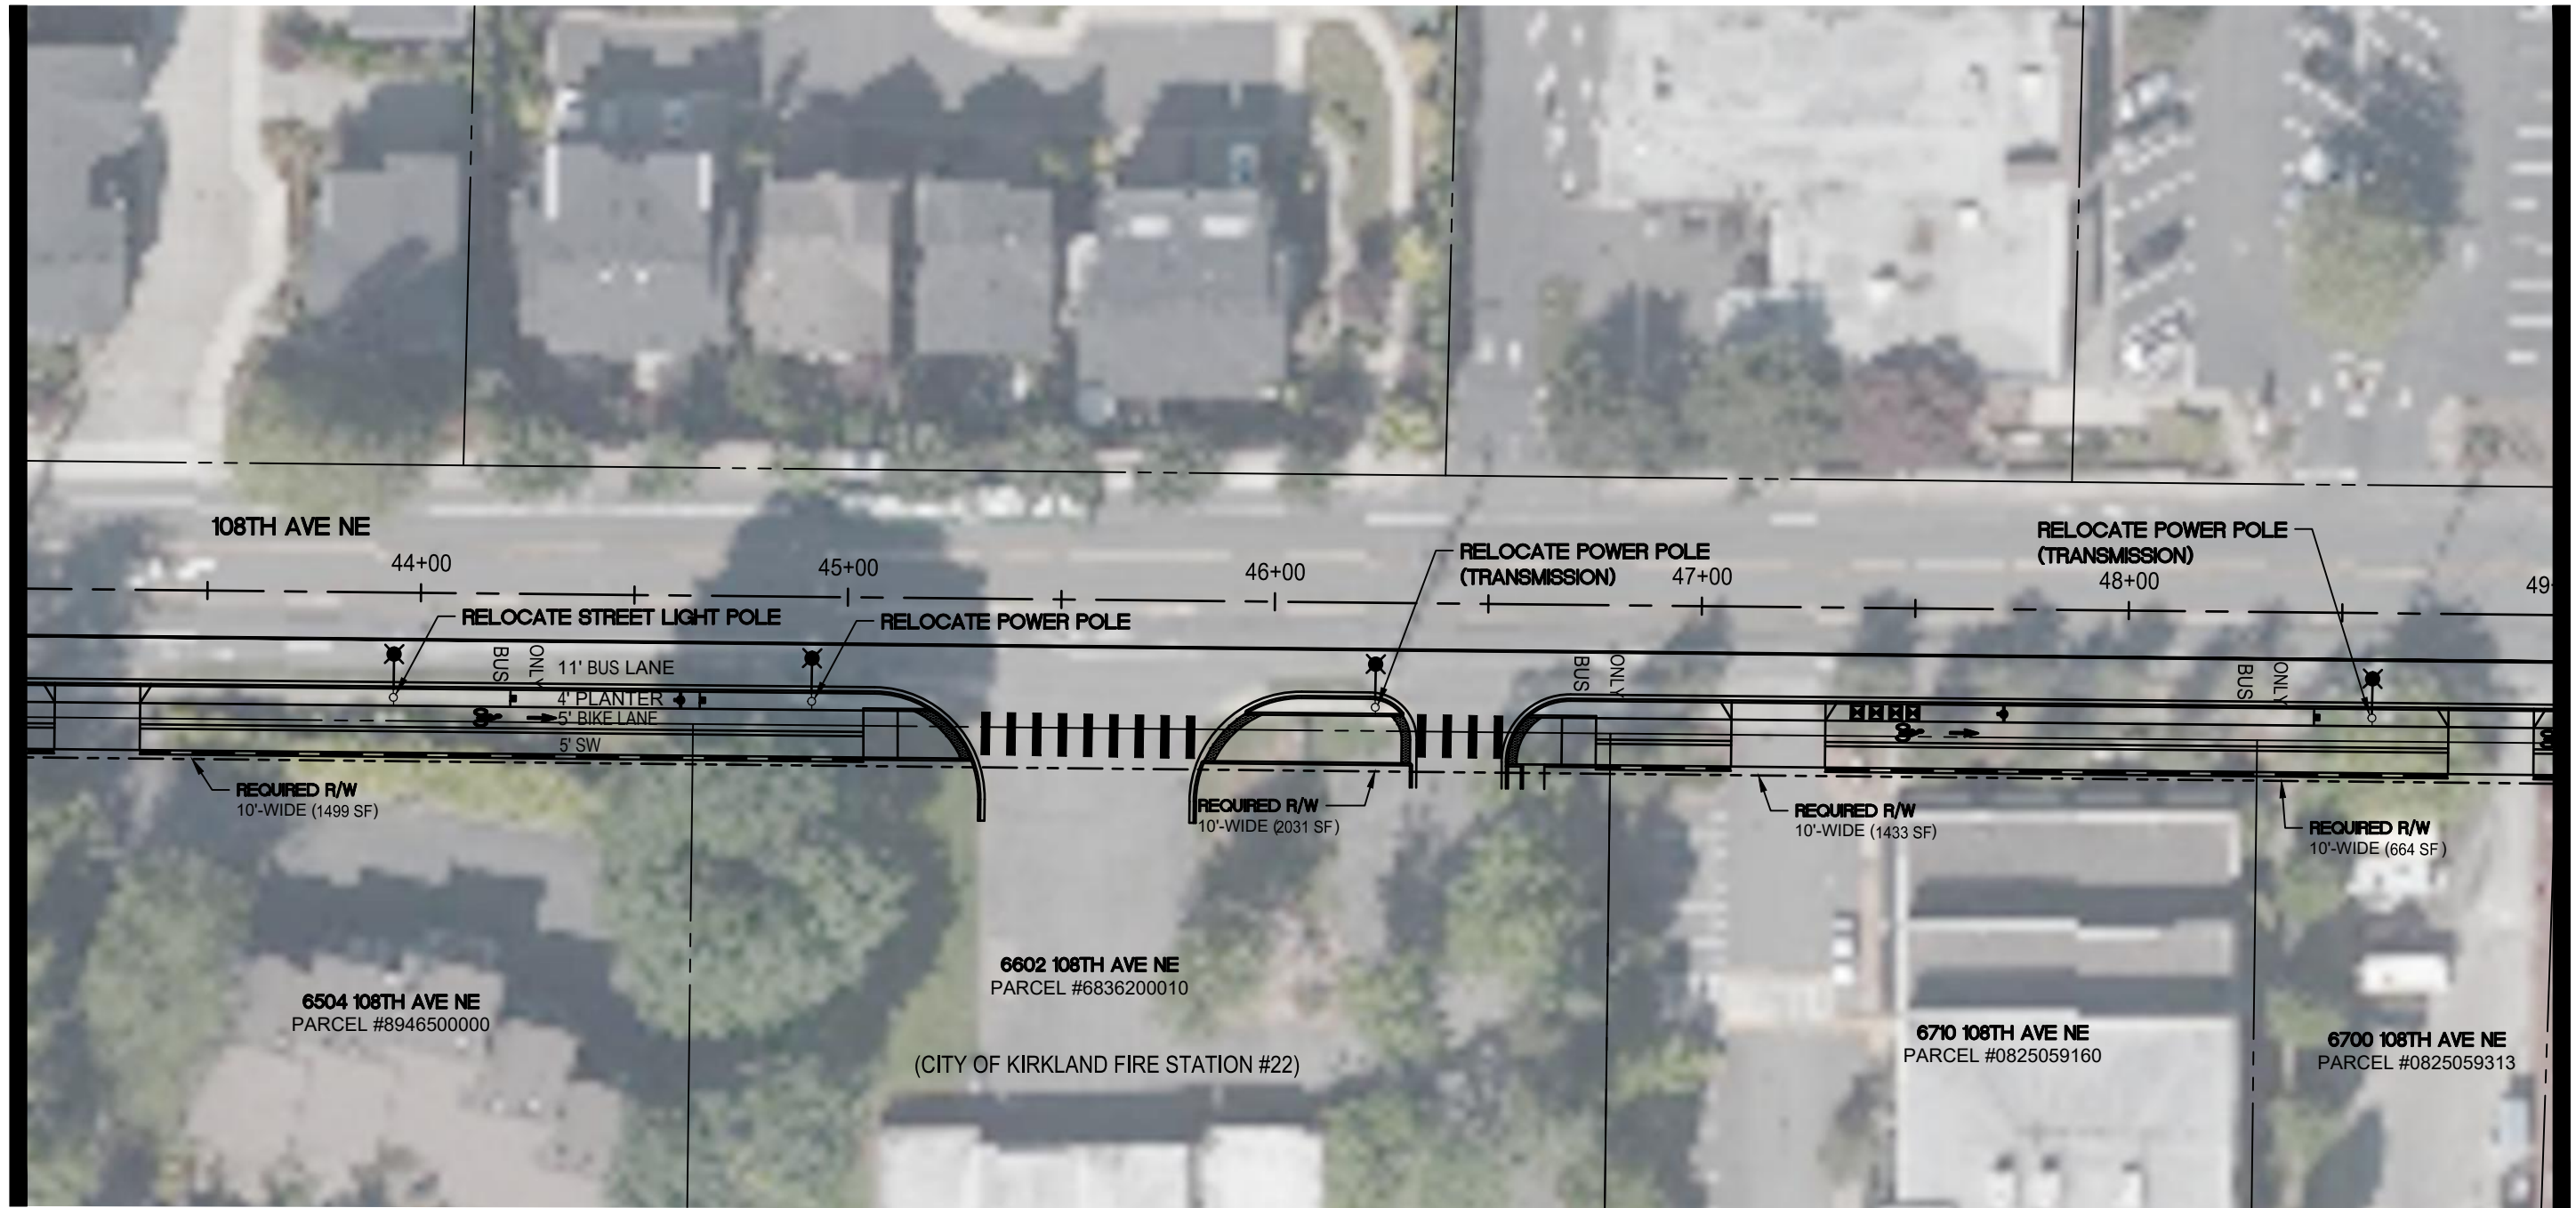 108TH AVE NE
44+00
45+00
46+00
47+00
48+00
49
RELOCATE STREET LIGHT POLE
RELOCATE POWER POLE
RELOCATE POWER POLE
(TRANSMISSION)
RELOCATE POWER POLE
(TRANSMISSION)
BUS
ONLY
11' BUS LANE
4' PLANTER
5' BIKE LANE
5' SW
BUS
ONLY
BUS
ONLY
REQUIRED R/W
10'-WIDE (1499 SF)
REQUIRED R/W
10'-WIDE (2031 SF)
REQUIRED R/W
10'-WIDE (1433 SF)
REQUIRED R/W
10'-WIDE (664 SF)
6504 108TH AVE NE
PARCEL #8946500000
6602 108TH AVE NE
PARCEL #6836200010
(CITY OF KIRKLAND FIRE STATION #22)
6710 108TH AVE NE
PARCEL #0825059160
6700 108TH AVE NE
PARCEL #0825059313